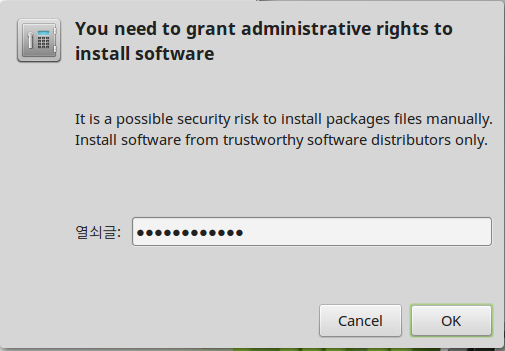 You need to grant administrative rights to
install software
It is a possible security risk to install packages files manually.
Install software from trustworthy software distributors only.
열쇠글: ●●●●●●●●●●●●
Cancel OK